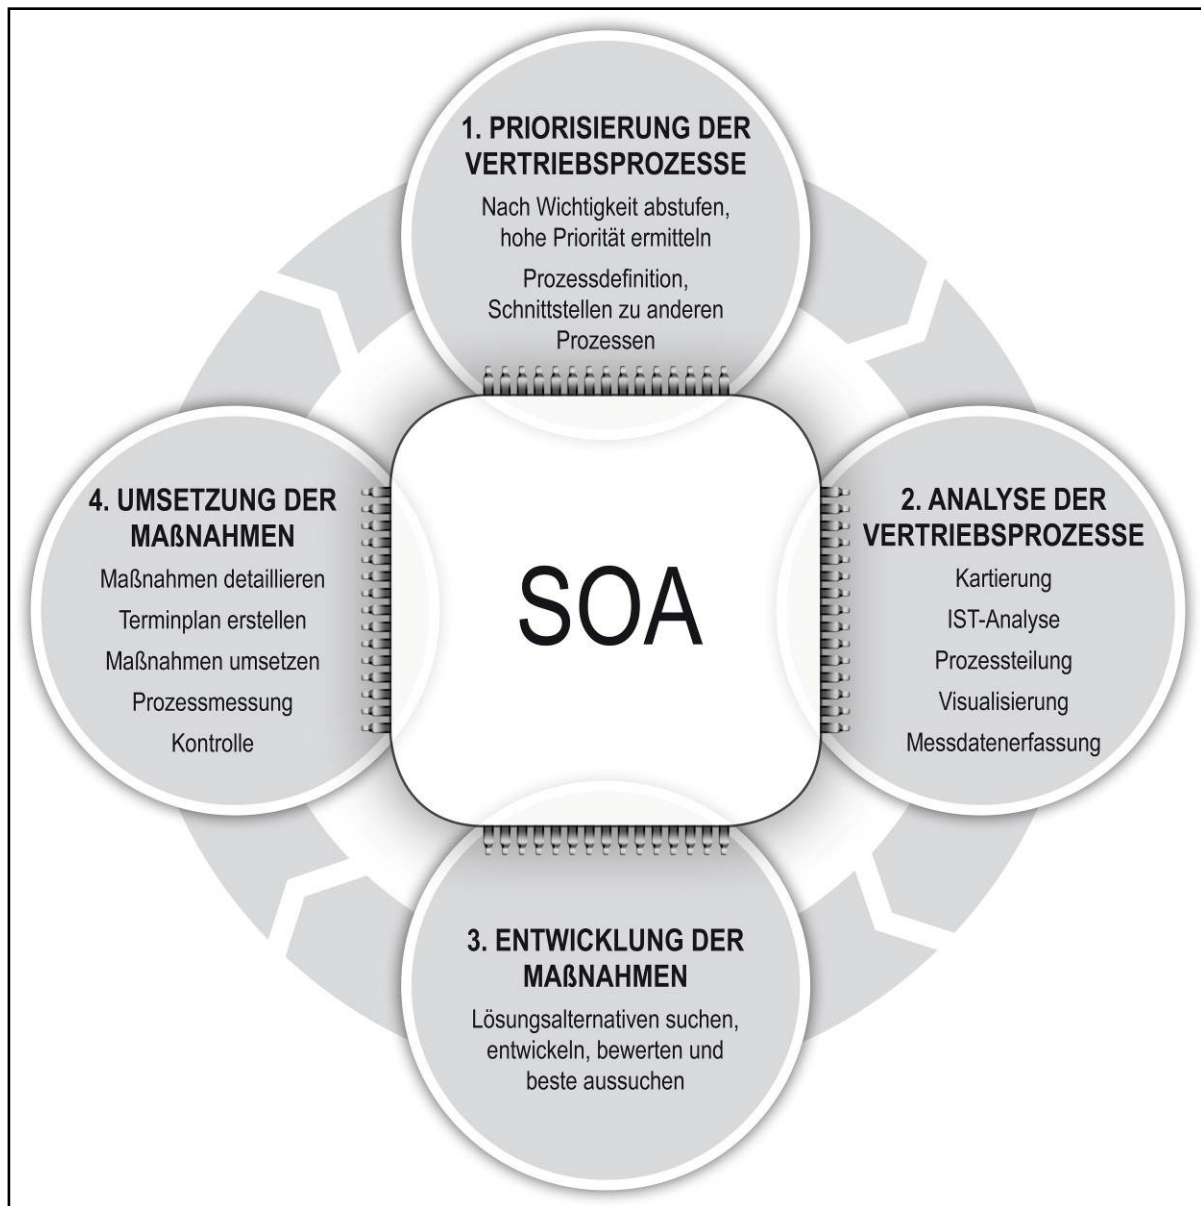 1. PRIORISIERUNG DER
VERTRIEBSPROZESSE
Nach Wichtigkeit abstufen,
hohe Priorität ermitteln
Prozessdefinition,
Schnittstellen zu anderen
Prozessen
2. ANALYSE DER
VERTRIEBSPROZESSE
Kartierung
IST-Analyse
Prozessteilung
Visualisierung
Messdatenerfassung
3. ENTWICKLUNG DER
MAßNAHMEN
Lösungsalternativen suchen,
entwickeln, bewerten und
beste aussuchen
4. UMSETZUNG DER
MAßNAHMEN
Maßnahmen detaillieren
Terminplan erstellen
Maßnahmen umsetzen
Prozessmessung
Kontrolle
SOA